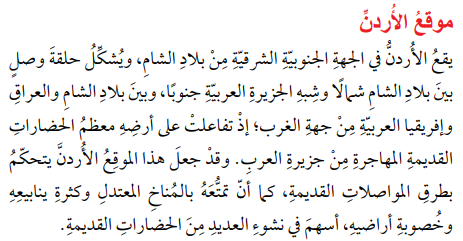 موقعُ الأُردنِّ
يقعُ الأُردنُّ في الجهةِ الجنوبيّةِ الشرقيّةِ مِنْ بلادِ الشامِ، ويُشكِّلُ حلقةَ وصلٍ
بينَ بلادِ الشامِ شمالًا وشِبهِ الجزيرةِ العربيّةِ جنوبًا، وبينَ بلادِ الشامِ والعراقِ
وإفريقيا العربيّةِ مِنْ جهةِ الغربِ؛ إذْ تفاعلتْ على أرضِهِ معظمُ الحضاراتِ
القديمةِ المهاجرةِ مِنْ جزيرةِ العربِ. وقدْ جعلَ هذا الموقِعُ الأُردنَّ يتحكّمُ
بطرقِ المواصلاتِ القديمةِ، كما أنّ تمتُّعَهُ بالمُناخِ المعتدلِ وكثرةِ ينابيعِهِ
وخُصوبةِ أراضيهِ، أسهمَ في نشوءِ العديدِ مِنَ الحضاراتِ القديمةِ.